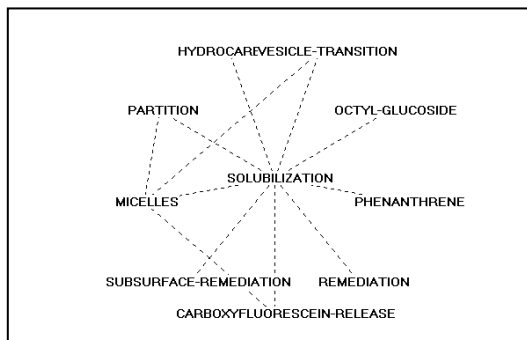 HYDROCAREVESICLE-TRANSITION
PARTITION
OCTYL-GLUCOSIDE
SOLUBILIZATION
MICELLES
PHENANTHRENE
SUBSURFACE-REMEDIATION
REMEDIATION
CARBOXYFLUORESCEIN-RELEASE